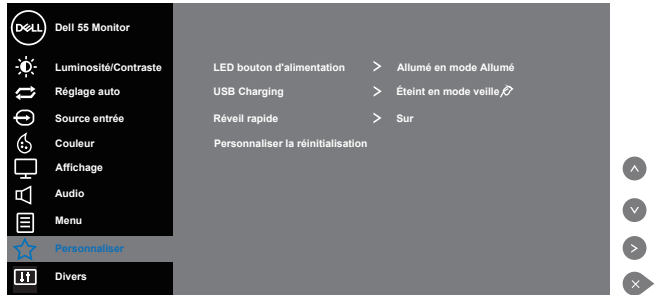 DELL
Dell 55 Monitor
Luminosité/Contraste
LED bouton d'alimentation > Allumé en mode Allumé
Réglage auto
USB Charging > Éteint en mode veille
Source entrée
Réveil rapide > Sur
Couleur
Personnaliser la réinitialisation
Affichage
Audio
Menu
Personnaliser
Divers